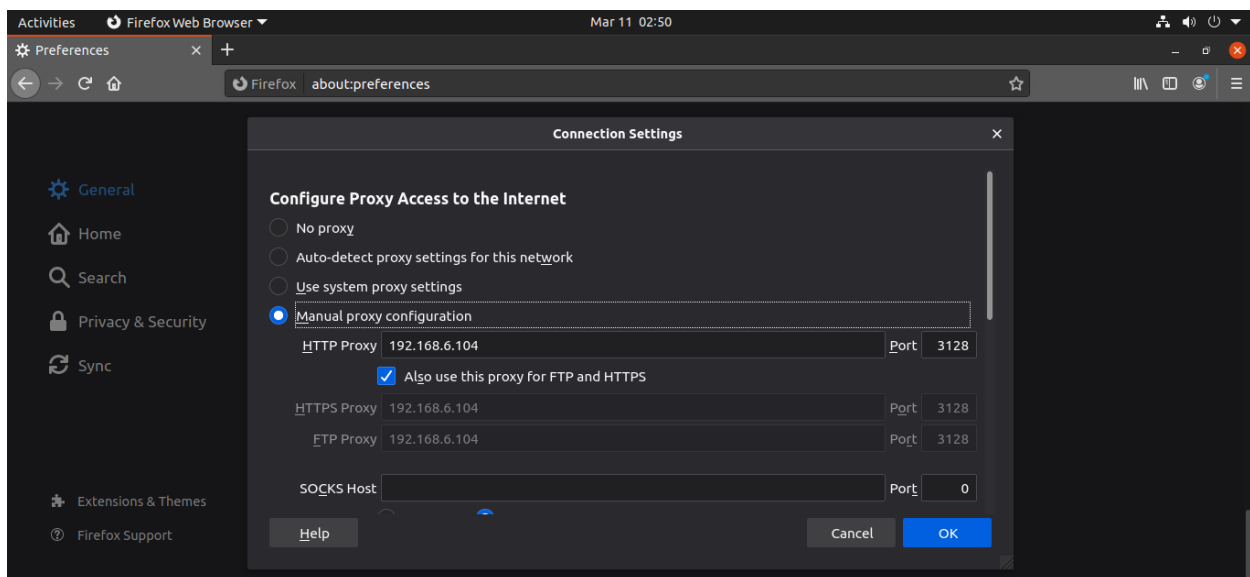 Activities Firefox Web Browser Mar 11 02:50
Preferences
Firefox about:preferences
Connection Settings
General
Home
Search
Privacy & Security
Sync
Extensions & Themes
Firefox Support
Configure Proxy Access to the Internet
No proxy
Auto-detect proxy settings for this network
Use system proxy settings
Manual proxy configuration
HTTP Proxy 192.168.6.104 Port 3128
Also use this proxy for FTP and HTTPS
HTTPS Proxy 192.168.6.104 Port 3128
FTP Proxy 192.168.6.104 Port 3128
SOCKS Host Port 0
Help Cancel OK